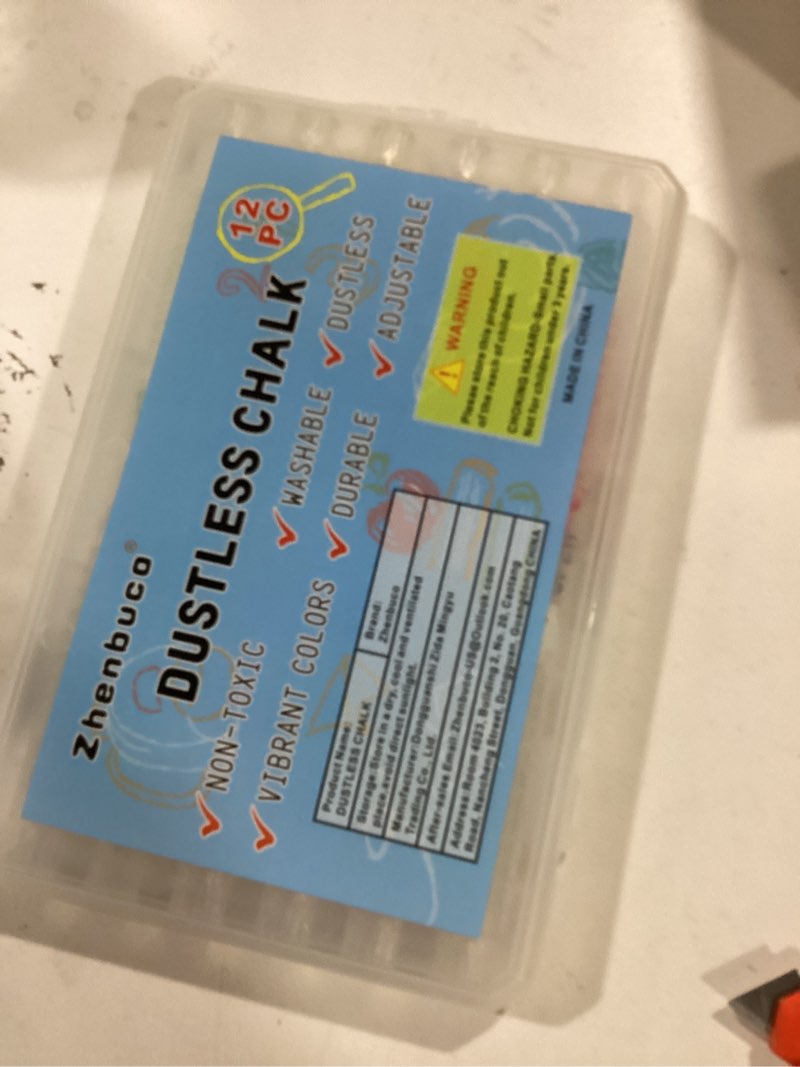 Zhenbuco®
DUSTLESS CHALK
12
PC
✓ NON-TOXIC ✓ WASHABLE ✓ DUSTLESS
✓ VIBRANT COLORS ✓ DURABLE ✓ ADJUSTABLE
Product Name:
DUSTLESS CHALK
Brand:
Zhenbuco
Storage: Store in a dry, cool and ventilated
place, avoid direct sunlight.
Manufacturer: Dongguanshi Zida Mingyu
Trading Co., Ltd
After-sales Email: Zhenbuco-US@Outlook.com
Address: Room 4023, Building 2, No. 20, Canlang
Road, Nancheng Street, Dongguan, Guangdong, CHINA
WARNING
Please store this product out
of the reach of children.
CHOKING HAZARD-Small parts.
Not for children under 3 years.
MADE IN CHINA